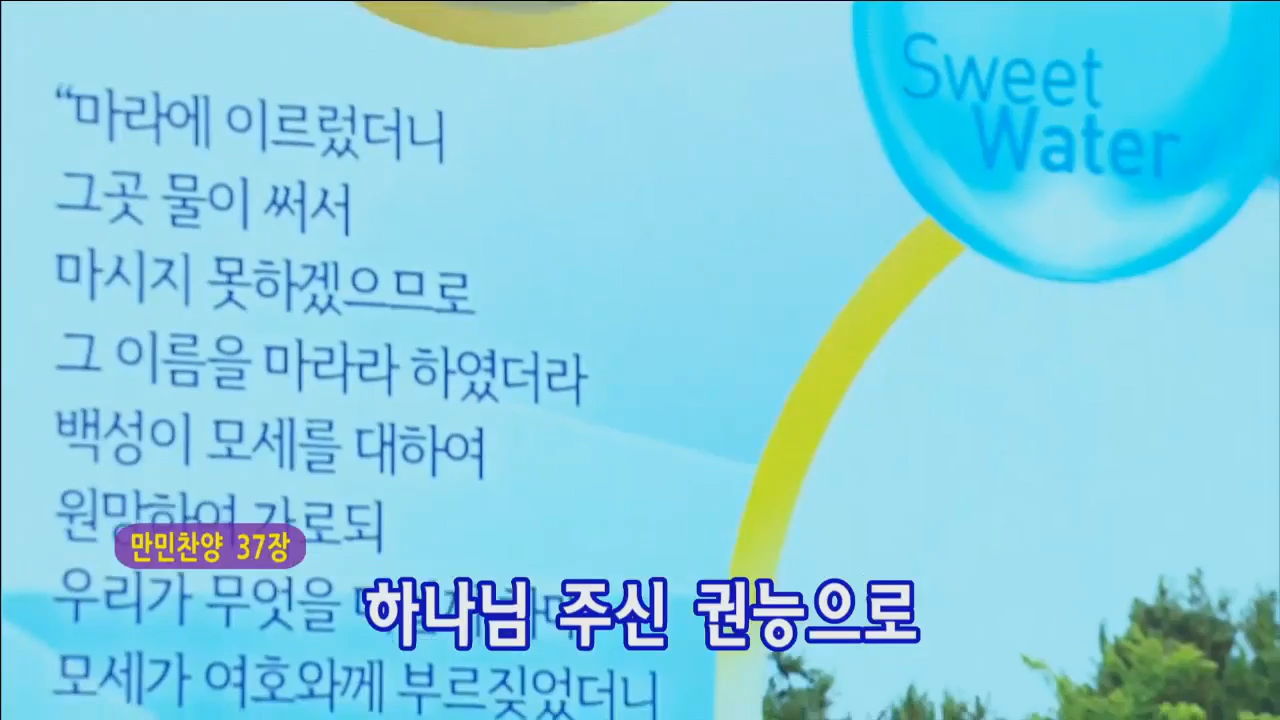 Sweet
Water
“마라에 이르렀더니
그곳 물이 써서
마시지 못하겠으므로
그 이름을 마라라 하였더라
백성이 모세를 대하여
원망하여 가로되
우리가 무엇을
모세가 여호와께 부르짖었더니
만민찬양 37장
하나님 주신 권능으로